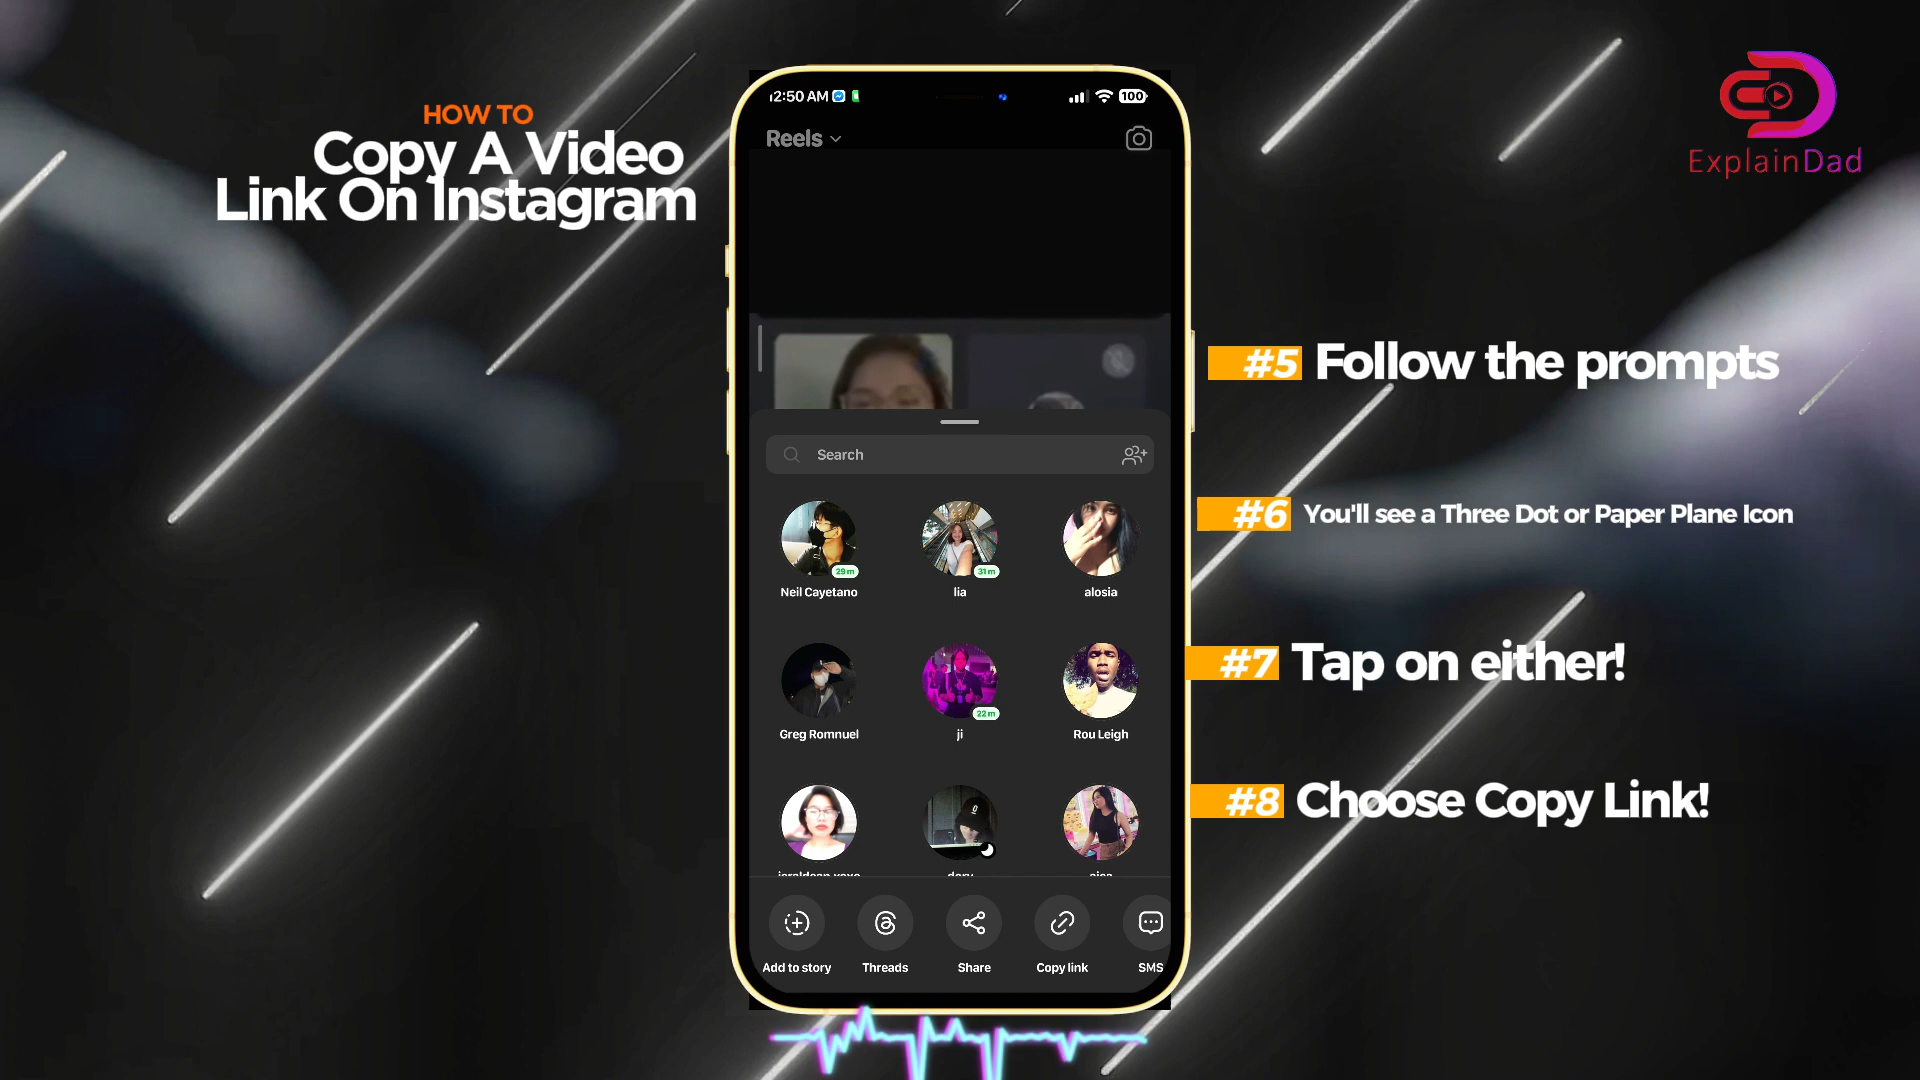 HOW TO
Copy A Video
Link On Instagram
12:50 AM
100
Reels
Search
29m
31m
Neil Cayetano
lia
alosia
22m
Greg Romnuel
ji
Rou Leigh
Add to story
Threads
Share
Copy link
SMS
ExplainDad
#5 Follow the prompts
#6 You'll see a Three Dot or Paper Plane Icon
#7 Tap on either!
#8 Choose Copy Link!